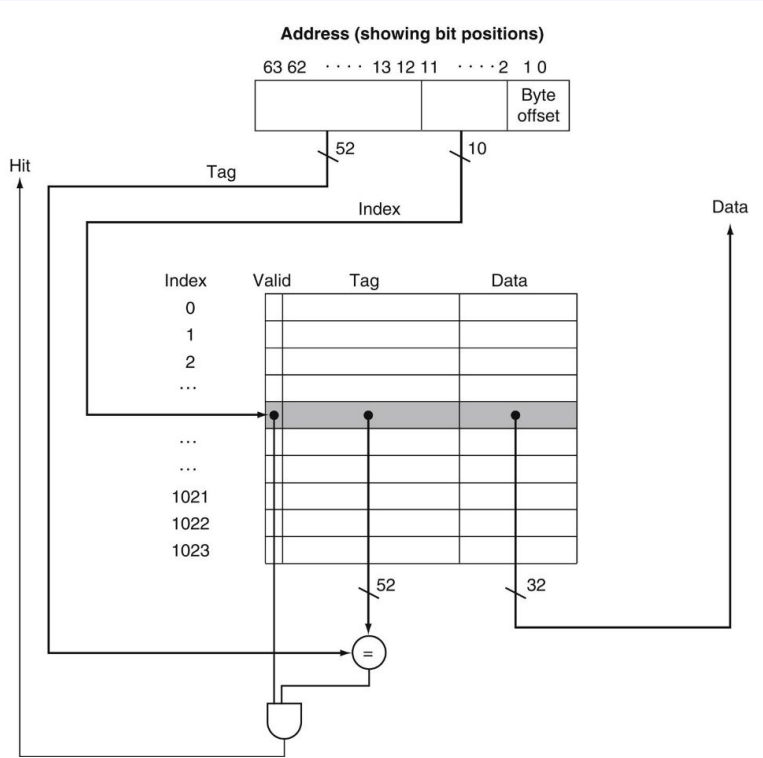 Address (showing bit positions)
63 62 · · · · 13 12 11 · · · · 2 1 0
Byte
offset
52
10
Hit
Tag
Index
Data
Index Valid Tag Data
0
1
2
...
...
...
1021
1022
1023
52
32
=